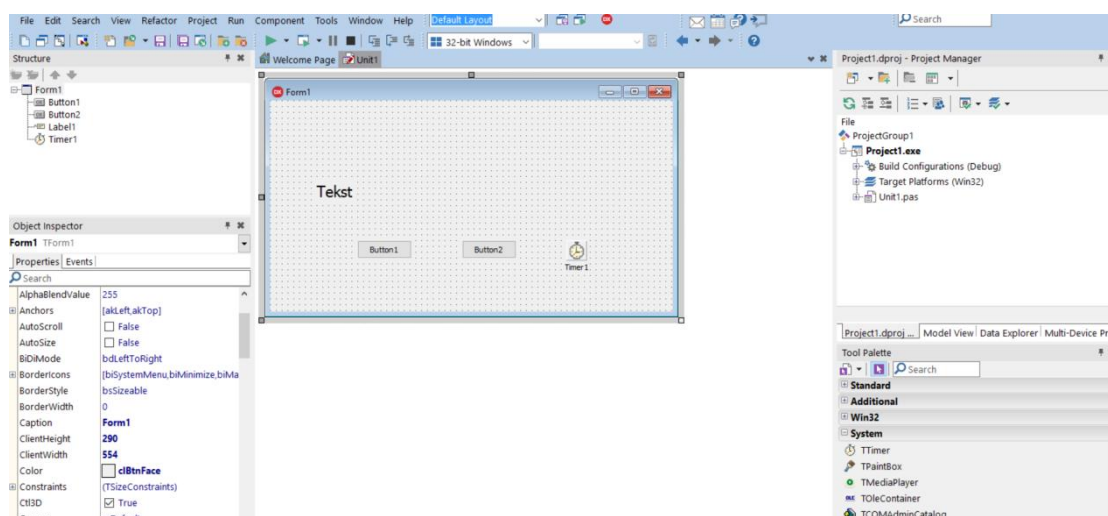 File Edit Search View Refactor Project Run Component Tools Window Help Default Layout
Search
32-bit Windows
Structure
Form1
Button1
Button2
Label1
Timer1
Object Inspector
Form1 TForm1
Properties Events
Search
AlphaBlendValue 255
Anchors [akLeft,akTop]
AutoScroll False
AutoSize False
BiDiMode bdLeftToRight
BorderIcons [biSystemMenu,biMinimize,biMa
BorderStyle bsSizeable
BorderWidth 0
Caption Form1
ClientHeight 290
ClientWidth 554
Color clBtnFace
Constraints (TSizeConstraints)
Ctl3D True
Welcome Page Unit1
Form1
Tekst
Button1 Button2
Timer1
Project1.dproj - Project Manager
File
ProjectGroup1
Project1.exe
Build Configurations (Debug)
Target Platforms (Win32)
Unit1.pas
Project1.dproj ... Model View Data Explorer Multi-Device Pr
Tool Palette
Search
Standard
Additional
Win32
System
TTimer
TPaintBox
TMediaPlayer
TOleContainer
TCOMAdminCatalog